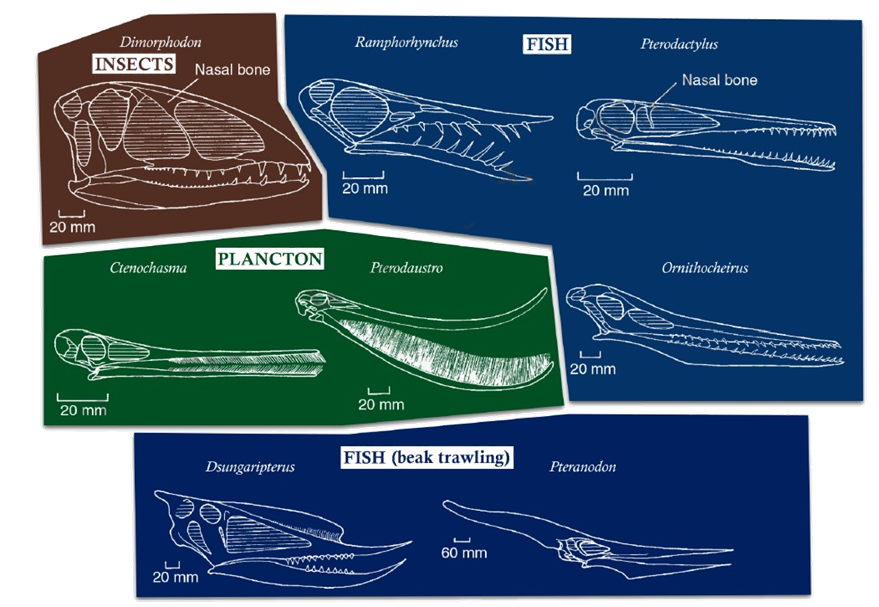 Dimorphodon
INSECTS
Nasal bone
20 mm
Ramphorhynchus
FISH
Pterodactylus
Nasal bone
20 mm
20 mm
Ctenochasma
PLANCTON
Pterodaustro
20 mm
20 mm
Ornithocheirus
20 mm
FISH (beak trawling)
Dsungaripterus
Pteranodon
20 mm
60 mm